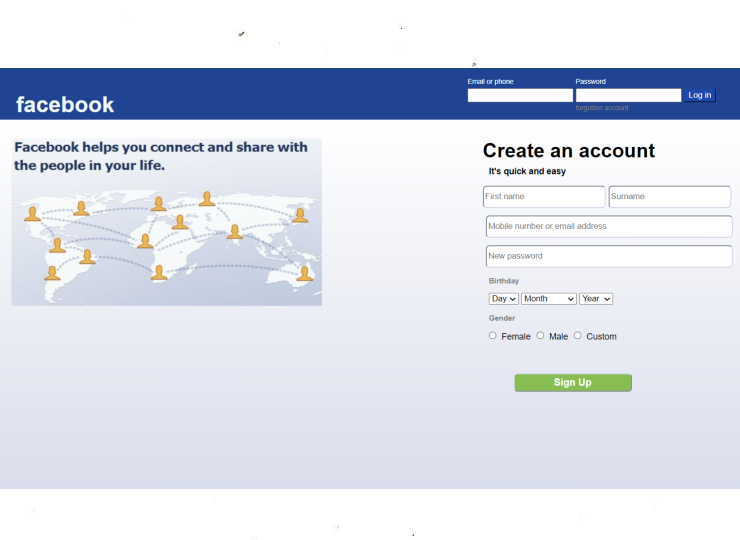 Email or phone Password
facebook Log in
forgotten account
Facebook helps you connect and share with
the people in your life.
Create an account
It's quick and easy
First name Surname
Mobile number or email address
New password
Birthday
Day Month Year
Gender
Female Male Custom
Sign Up